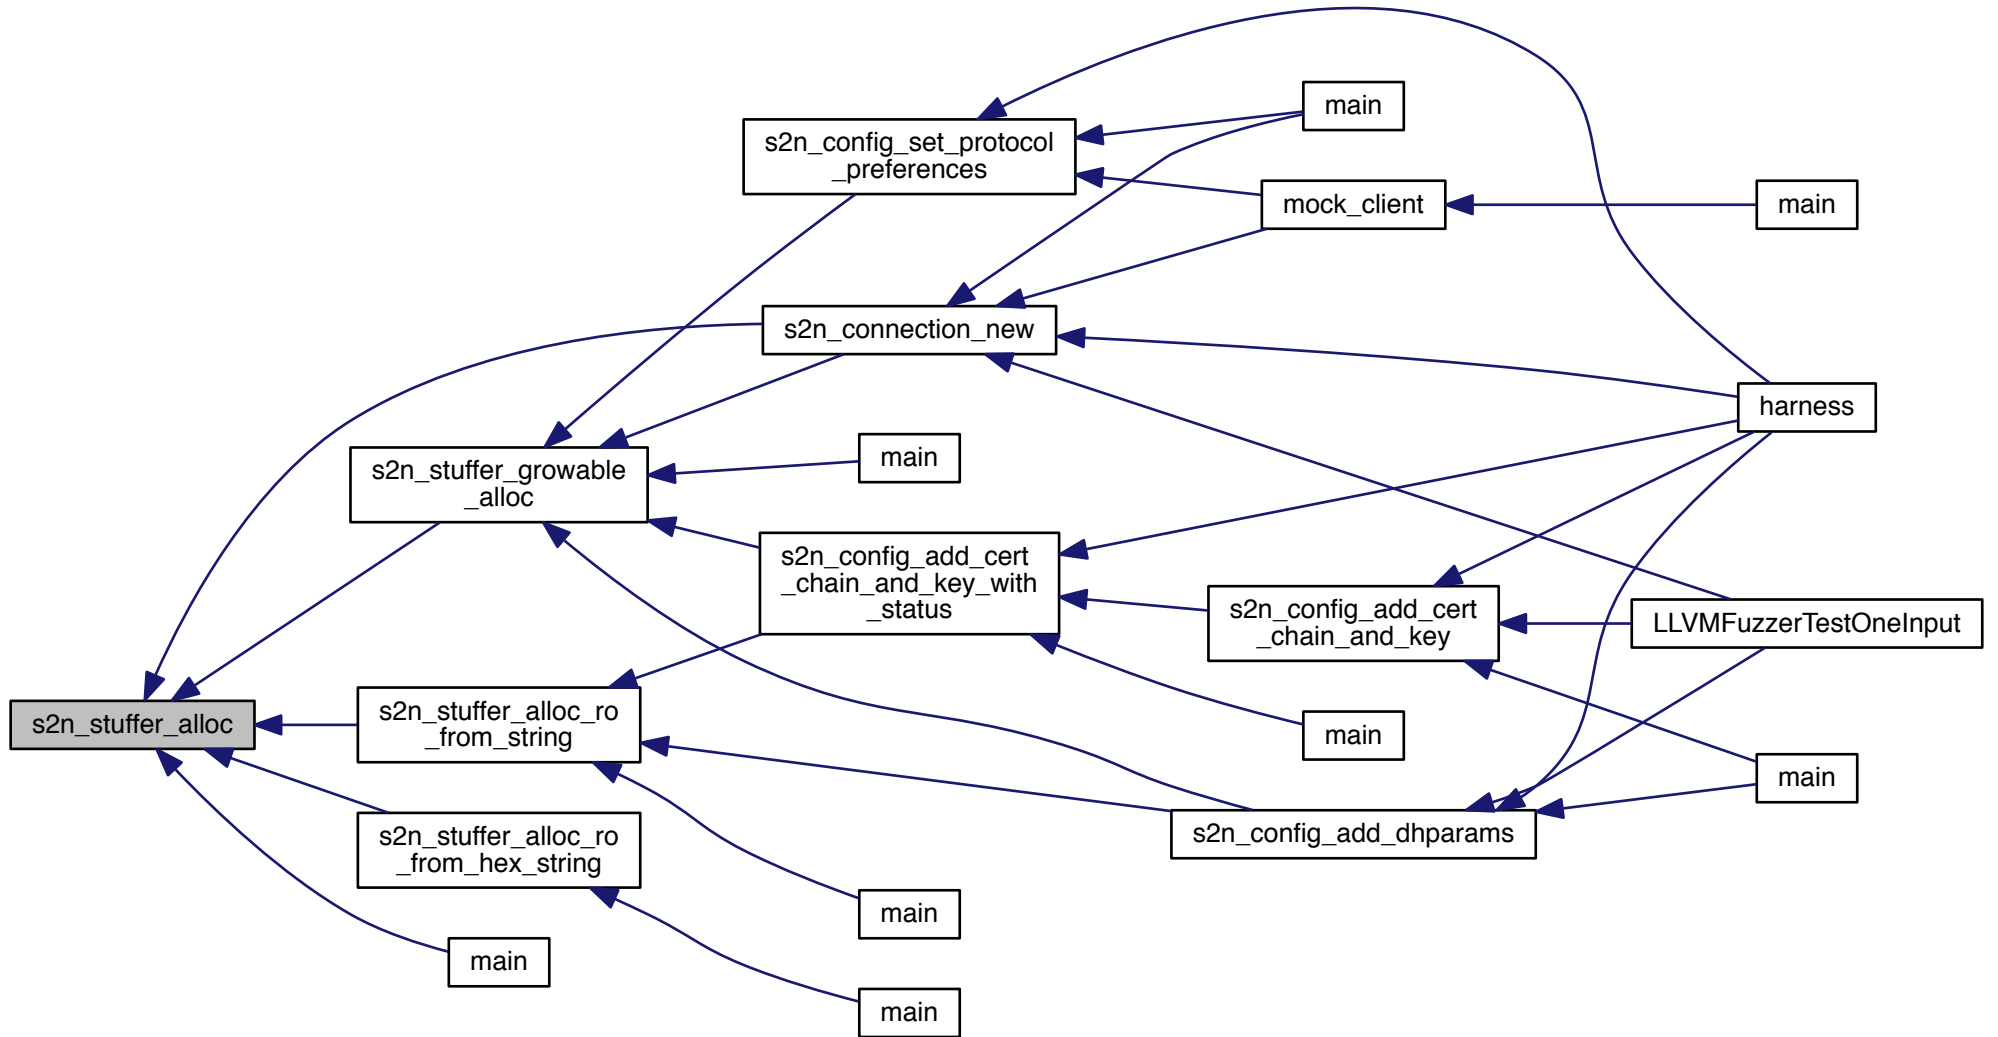 main
s2n_config_set_protocol
_preferences
mock_client
main
s2n_connection_new
harness
s2n_stuffer_growable
_alloc
main
s2n_config_add_cert
_chain_and_key_with
_status
s2n_config_add_cert
_chain_and_key
LLVMFuzzerTestOneInput
s2n_stuffer_alloc
s2n_stuffer_alloc_ro
_from_string
main
main
s2n_config_add_dhparams
s2n_stuffer_alloc_ro
_from_hex_string
main
main
main